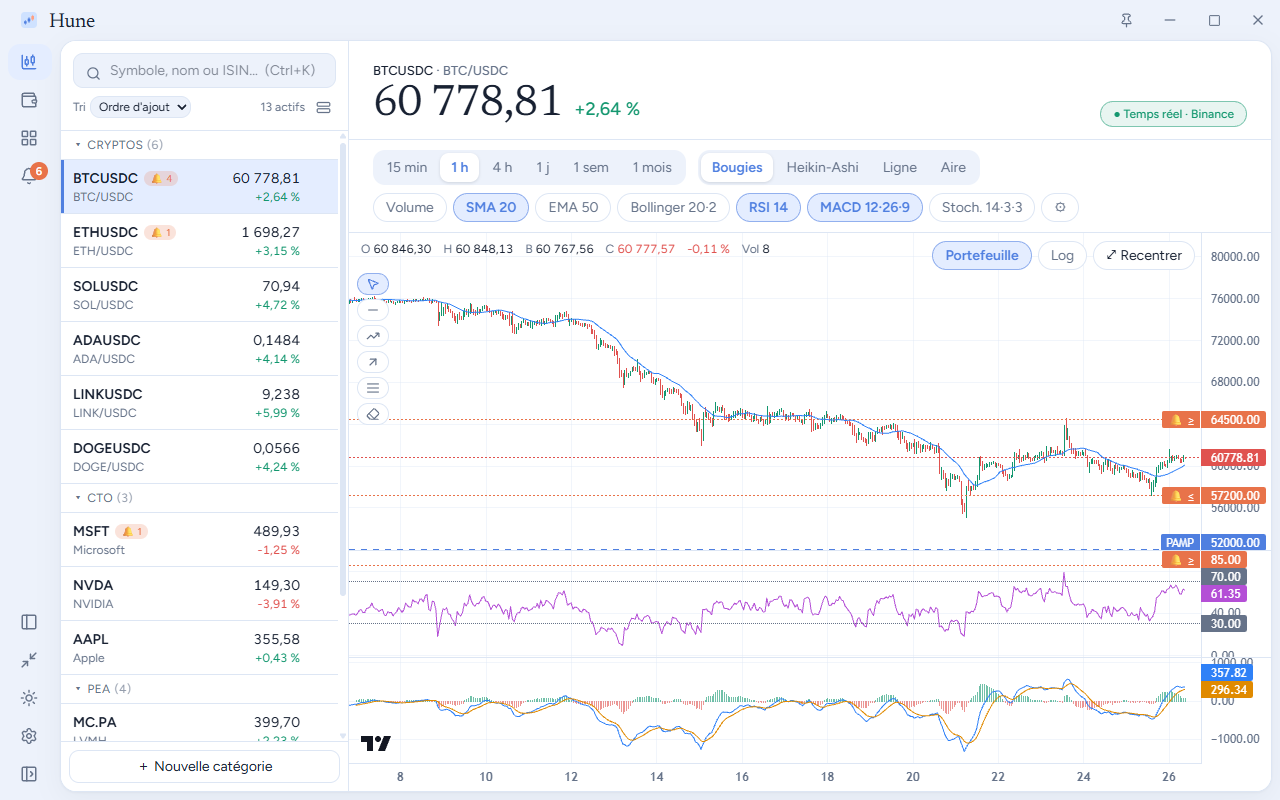 Hune
Symbole, nom ou ISIN... (Ctrl+K)
Tri Ordre d'ajout 13 actifs
6
CRYPTOS (6)
BTCUSDC 4 60 778,81
BTC/USDC +2,64 %
ETHUSDC 1 1 698,27
ETH/USDC +3,15 %
SOLUSDC 70,94
SOL/USDC +4,72 %
ADAUSDC 0,1484
ADA/USDC +4,14 %
LINKUSDC 9,238
LINK/USDC +5,99 %
DOGEUSDC 0,0566
DOGE/USDC +4,24 %
CTO (3)
MSFT 1 489,93
Microsoft -1,25 %
NVDA 149,30
NVIDIA -3,91 %
AAPL 355,58
Apple +0,43 %
PEA (4)
MC.PA 399,70
LVMH +2,23 %
+ Nouvelle catégorie
BTCUSDC · BTC/USDC
60 778,81 +2,64 %
● Temps réel · Binance
15 min 1 h 4 h 1 j 1 sem 1 mois Bougies Heikin-Ashi Ligne Aire
Volume SMA 20 EMA 50 Bollinger 20·2 RSI 14 MACD 12·26·9 Stoch. 14·3·3
O 60 846,30 H 60 848,13 B 60 767,56 C 60 777,57 -0,11 % Vol 8
Portefeuille Log Recentrer
80000.00
76000.00
72000.00
68000.00
≥ 64500.00
60778.81
60000.00
≤ 57200.00
56000.00
PAMP 52000.00
≥ 85.00
70.00
61.35
40.00
30.00
0.00
1000.00
357.82
296.34
0.00
−1000.00
8 10 12 14 16 18 20 22 24 26